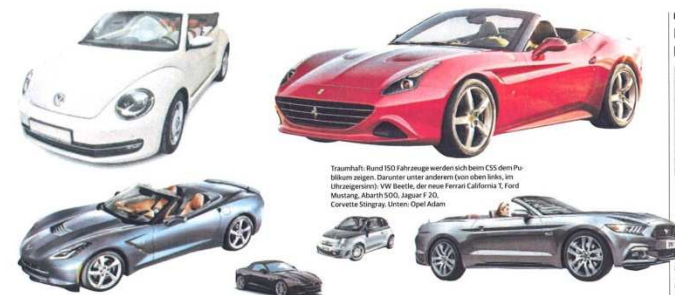 Traumhaft: Rund 150 Fahrzeuge werden sich beim CSS dem Pu-
blikum zeigen. Darunter unter anderem (von oben links, im
Uhrzeigersinn): VW Beetle, der neue Ferrari California T, Ford
Mustang, Abarth 500, Jaguar F 20,
Corvette Stingray. Unten: Opel Adam